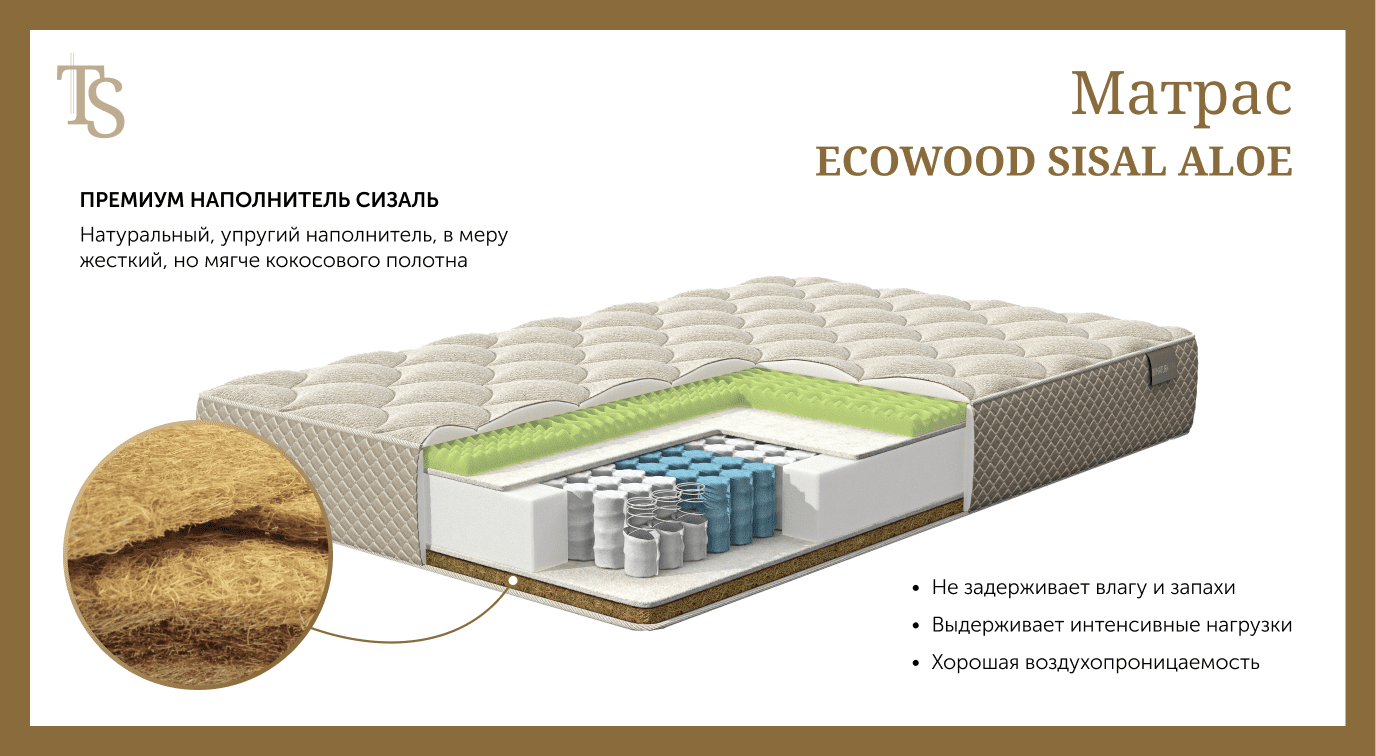 TS
Матрас
ECOWOOD SISAL ALOE
ПРЕМИУМ НАПОЛНИТЕЛЬ СИЗАЛЬ
Натуральный, упругий наполнитель, в меру
жесткий, но мягче кокосового полотна
• Не задерживает влагу и запахи
• Выдерживает интенсивные нагрузки
• Хорошая воздухопроницаемость